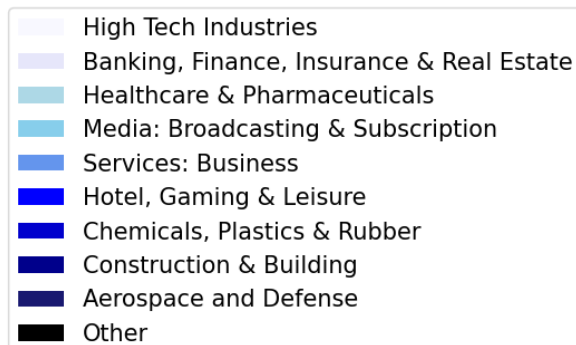 High Tech Industries
Banking, Finance, Insurance & Real Estate
Healthcare & Pharmaceuticals
Media: Broadcasting & Subscription
Services: Business
Hotel, Gaming & Leisure
Chemicals, Plastics & Rubber
Construction & Building
Aerospace and Defense
Other